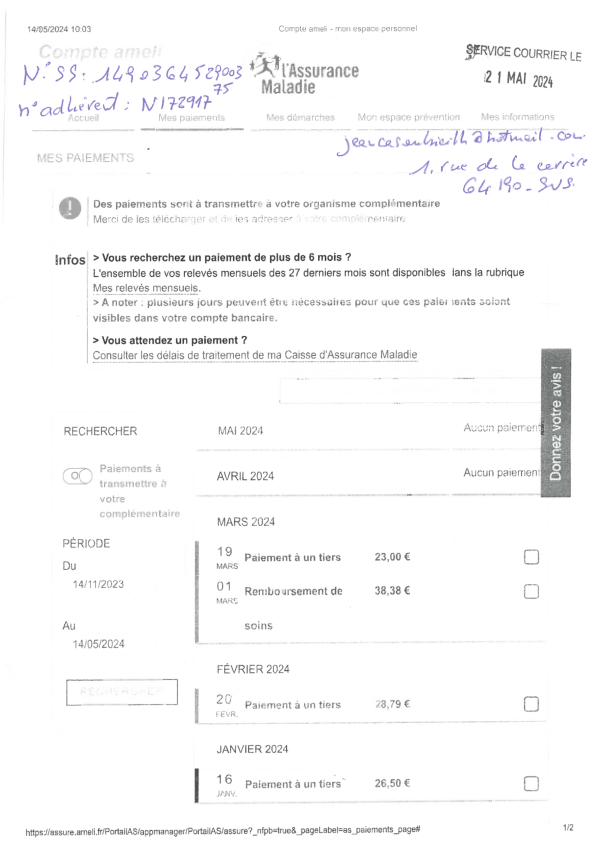 14/05/2024 10:03
Compte ameli - mon espace personnel
Compte ameli
SERVICE COURRIER LE
21 MAI 2024
N° SS : 1490364529003
75
n° adhérent : N172917
l'Assurance
Maladie
Accueil
Mes paiements
Mes démarches
Mon espace prévention
Mes informations
1, rue de la carrère
64190 - SUS.
MES PAIEMENTS
Des paiements sont à transmettre à votre organisme complémentaire
Merci de les télécharger et de les adresser à votre complémentaire
Infos
> Vous recherchez un paiement de plus de 6 mois ?
L'ensemble de vos relevés mensuels des 27 derniers mois sont disponibles dans la rubrique
Mes relevés mensuels.
> A noter : plusieurs jours peuvent être nécessaires pour que ces paiements soient
visibles dans votre compte bancaire.
> Vous attendez un paiement ?
Consulter les délais de traitement de ma Caisse d'Assurance Maladie
Donnez votre avis !
RECHERCHER
Paiements à
transmettre à
votre
complémentaire
PÉRIODE
Du
14/11/2023
Au
14/05/2024
RECHERCHER
MAI 2024
Aucun paiement
AVRIL 2024
Aucun paiement
MARS 2024
19 MARS Paiement à un tiers 23,00 €
01 MARS Remboursement de soins 38,38 €
FÉVRIER 2024
20 FÉVR. Paiement à un tiers 28,79 €
JANVIER 2024
16 JANV. Paiement à un tiers 26,50 €
https://assure.ameli.fr/PortailAS/appmanager/PortailAS/assure?_nfpb=true&_pageLabel=as_paiements_page#
1/2